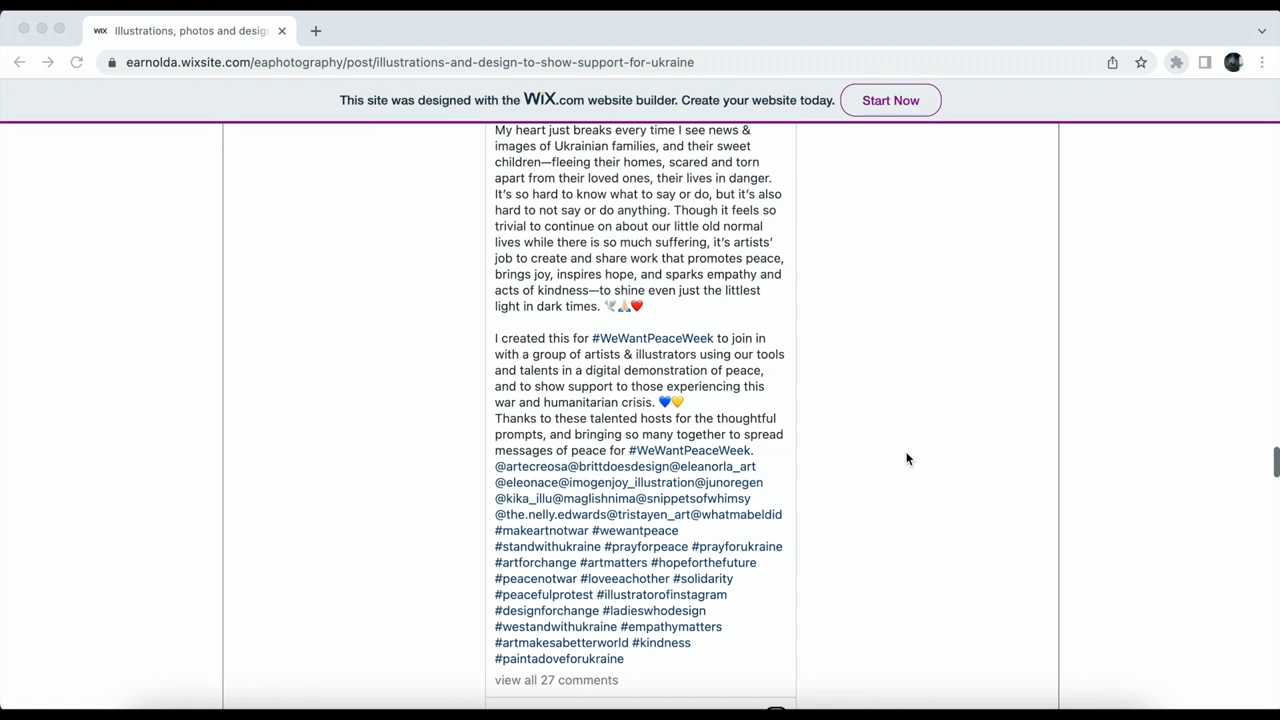 WiX Illustrations, photos and desig
earnolda.wixsite.com/eaphotography/post/illustrations-and-design-to-show-support-for-ukraine
This site was designed with the WiX.com website builder. Create your website today. Start Now
My heart just breaks every time I see news &
images of Ukrainian families, and their sweet
children—fleeing their homes, scared and torn
apart from their loved ones, their lives in danger.
It's so hard to know what to say or do, but it's also
hard to not say or do anything. Though it feels so
trivial to continue on about our little old normal
lives while there is so much suffering, it's artists'
job to create and share work that promotes peace,
brings joy, inspires hope, and sparks empathy and
acts of kindness—to shine even just the littlest
light in dark times. 🕊️🙏🏻❤️
I created this for #WeWantPeaceWeek to join in
with a group of artists & illustrators using our tools
and talents in a digital demonstration of peace,
and to show support to those experiencing this
war and humanitarian crisis. 💙💛
Thanks to these talented hosts for the thoughtful
prompts, and bringing so many together to spread
messages of peace for #WeWantPeaceWeek.
@artecreosa@brittdoesdesign@eleanorla_art
@eleonace@imogenjoy_illustration@junoregen
@kika_illu@maglishnima@snippetsofwhimsy
@the.nelly.edwards@tristayen_art@whatmabeldid
#makeartnotwar #wewantpeace
#standwithukraine #prayforpeace #prayforukraine
#artforchange #artmatters #hopeforthefuture
#peacenotwar #loveeachother #solidarity
#peacefulprotest #illustratorofinstagram
#designforchange #ladieswhodesign
#westandwithukraine #empathymatters
#artmakesabetterworld #kindness
#paintadoveforukraine
view all 27 comments